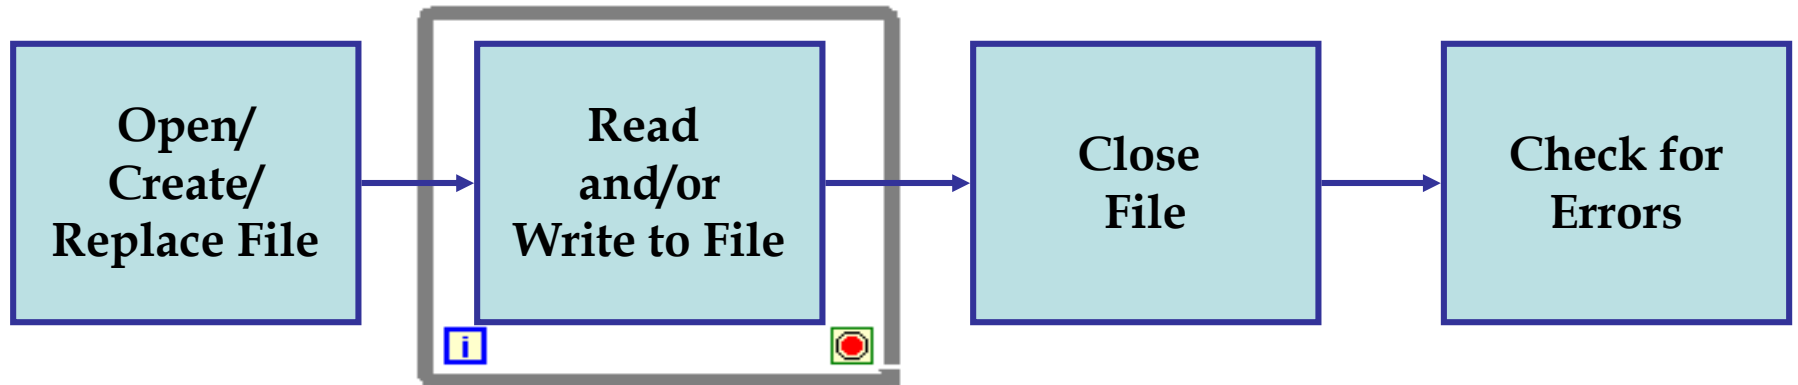 Open/
Create/
Replace File
Read
and/or
Write to File
i
Close
File
Check for
Errors